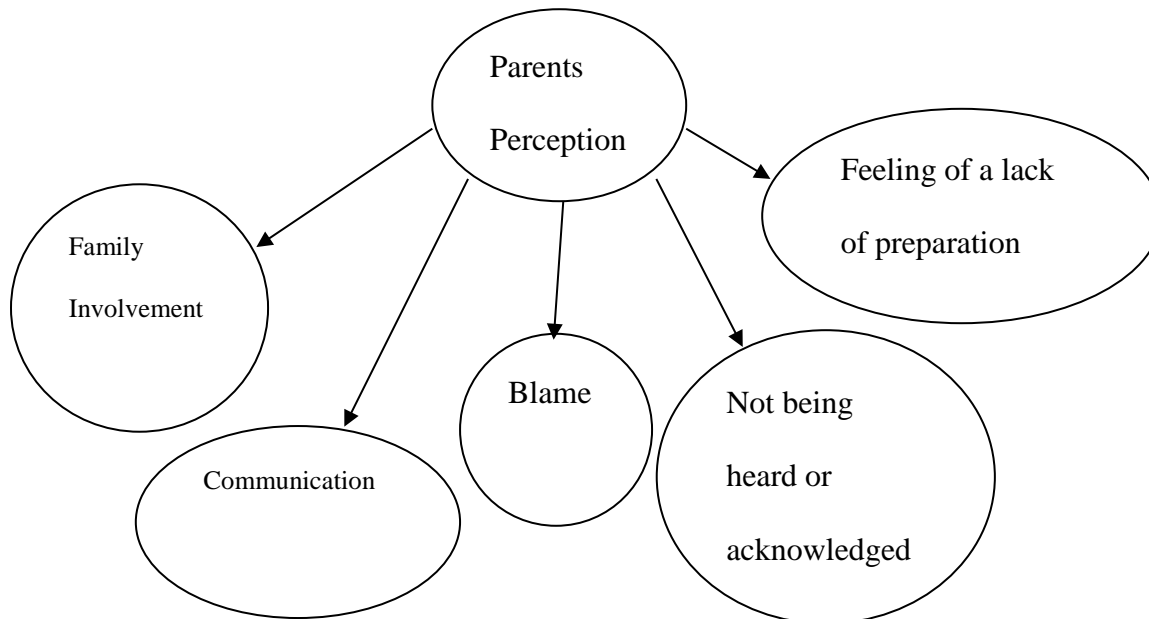 Parents
Perception
Feeling of a lack
of preparation
Family
Involvement
Blame
Not being
heard or
acknowledged
Communication